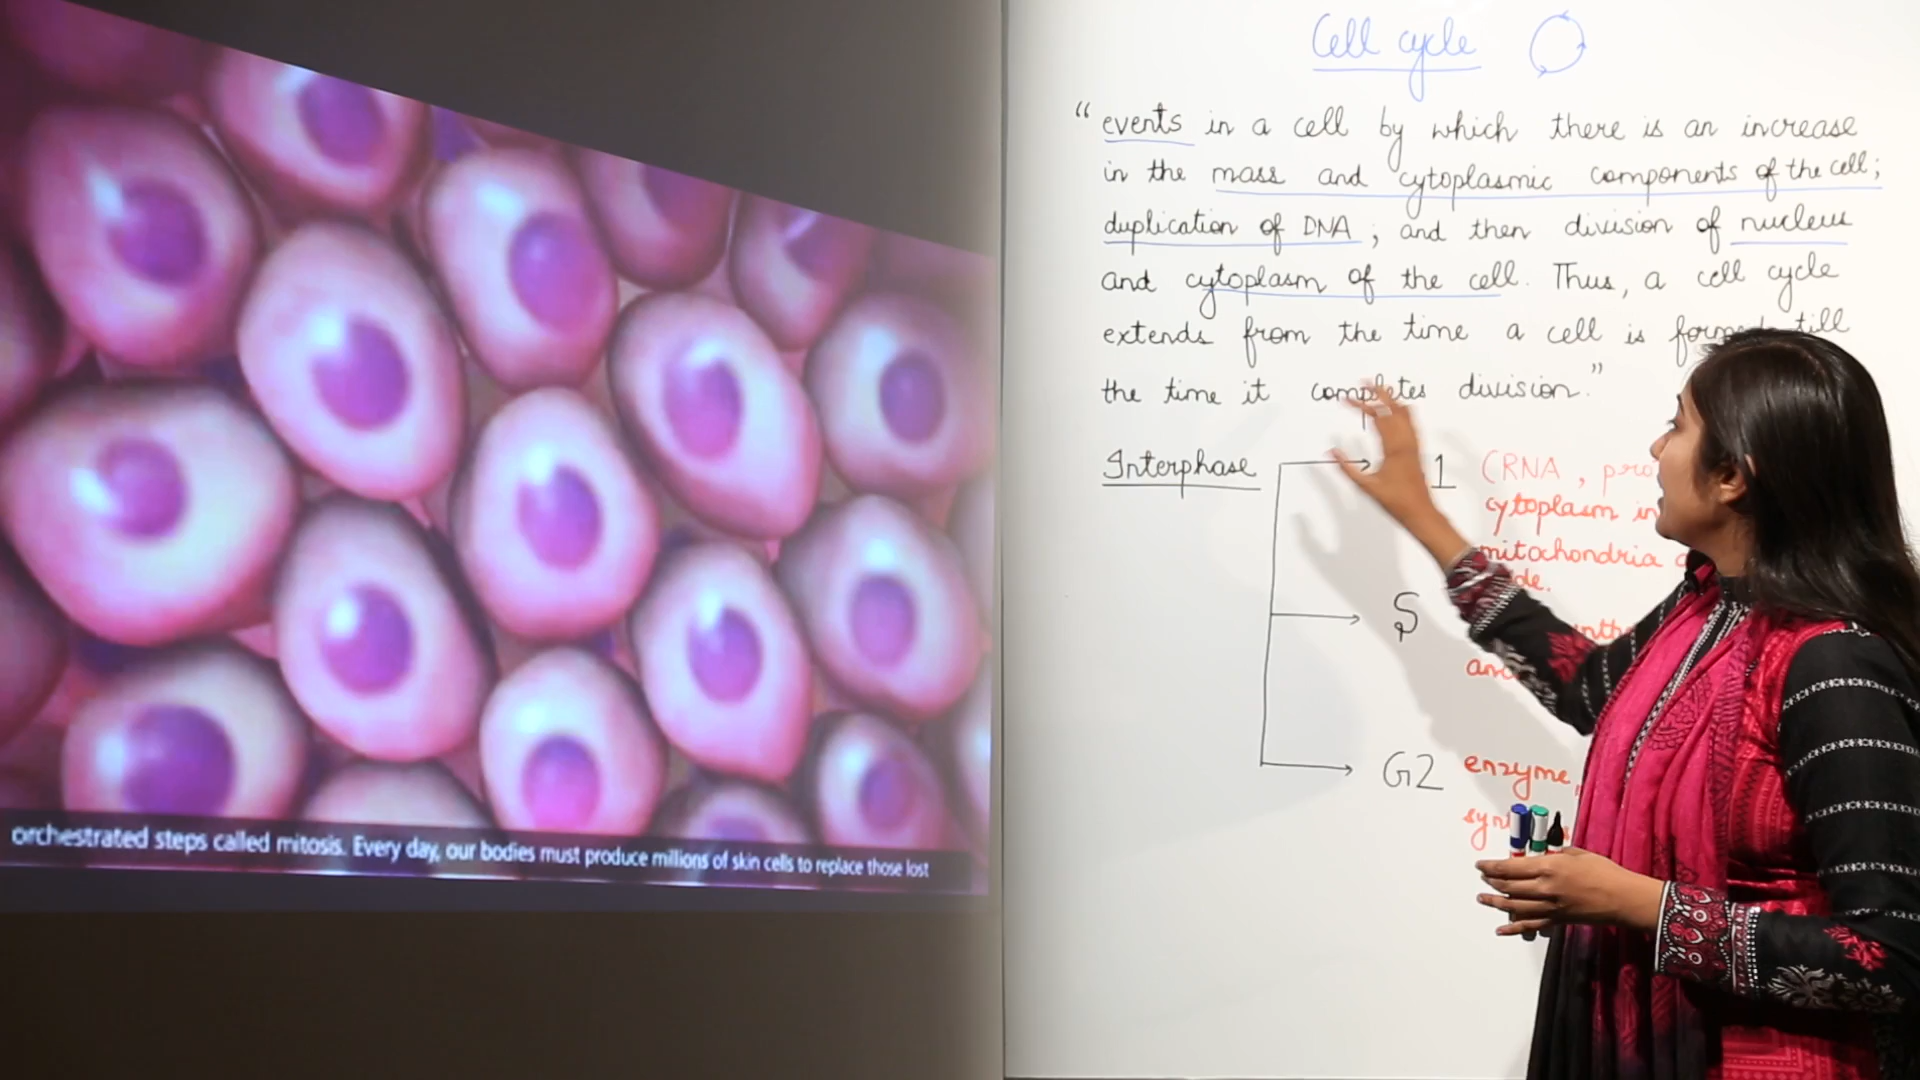 orchestrated steps called mitosis. Every day, our bodies must produce millions of skin cells to replace those lost
Cell cycle
“events in a cell by which there is an increase
in the mass and cytoplasmic components of the cell;
duplication of DNA ; and then division of nucleus
and cytoplasm of the cell. Thus, a cell cycle
extends from the time a cell is formed till
the time it completes division.”
Interphase
1 (RNA ,
cytoplasm
mitochondria
S
G2 enzyme,